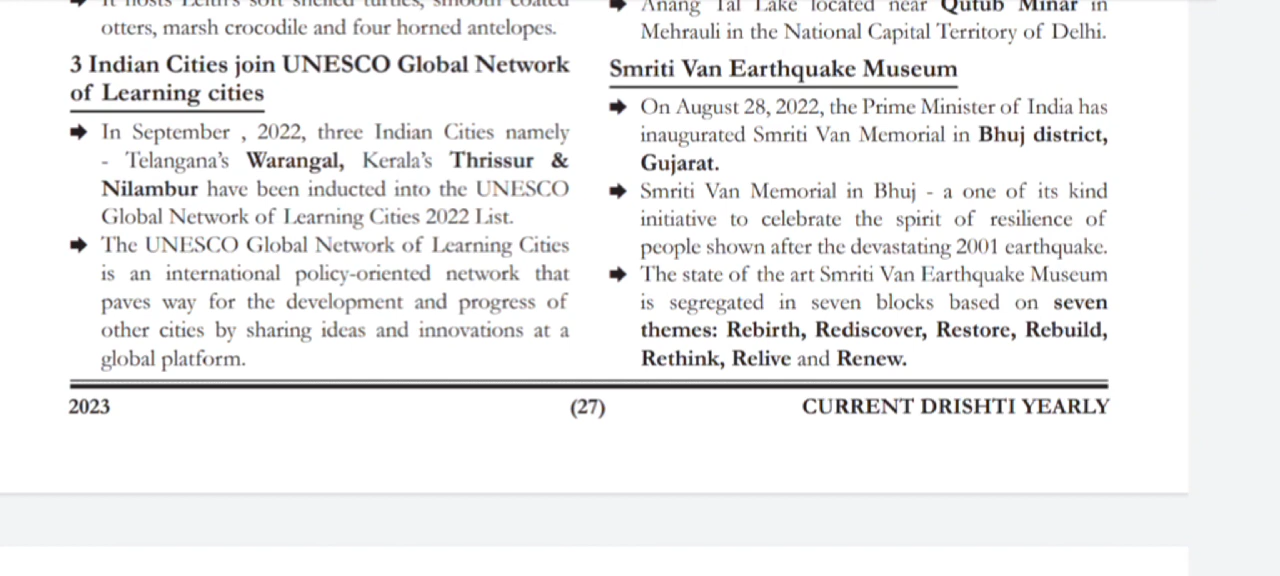 It hosts Leith's soft shelled turtles, smooth coated
otters, marsh crocodile and four horned antelopes.
3 Indian Cities join UNESCO Global Network
of Learning cities
In September , 2022, three Indian Cities namely
- Telangana's Warangal, Kerala's Thrissur &
Nilambur have been inducted into the UNESCO
Global Network of Learning Cities 2022 List.
The UNESCO Global Network of Learning Cities
is an international policy-oriented network that
paves way for the development and progress of
other cities by sharing ideas and innovations at a
global platform.
Anang Tal Lake located near Qutub Minar in
Mehrauli in the National Capital Territory of Delhi.
Smriti Van Earthquake Museum
On August 28, 2022, the Prime Minister of India has
inaugurated Smriti Van Memorial in Bhuj district,
Gujarat.
Smriti Van Memorial in Bhuj - a one of its kind
initiative to celebrate the spirit of resilience of
people shown after the devastating 2001 earthquake.
The state of the art Smriti Van Earthquake Museum
is segregated in seven blocks based on seven
themes: Rebirth, Rediscover, Restore, Rebuild,
Rethink, Relive and Renew.
2023 (27) CURRENT DRISHTI YEARLY